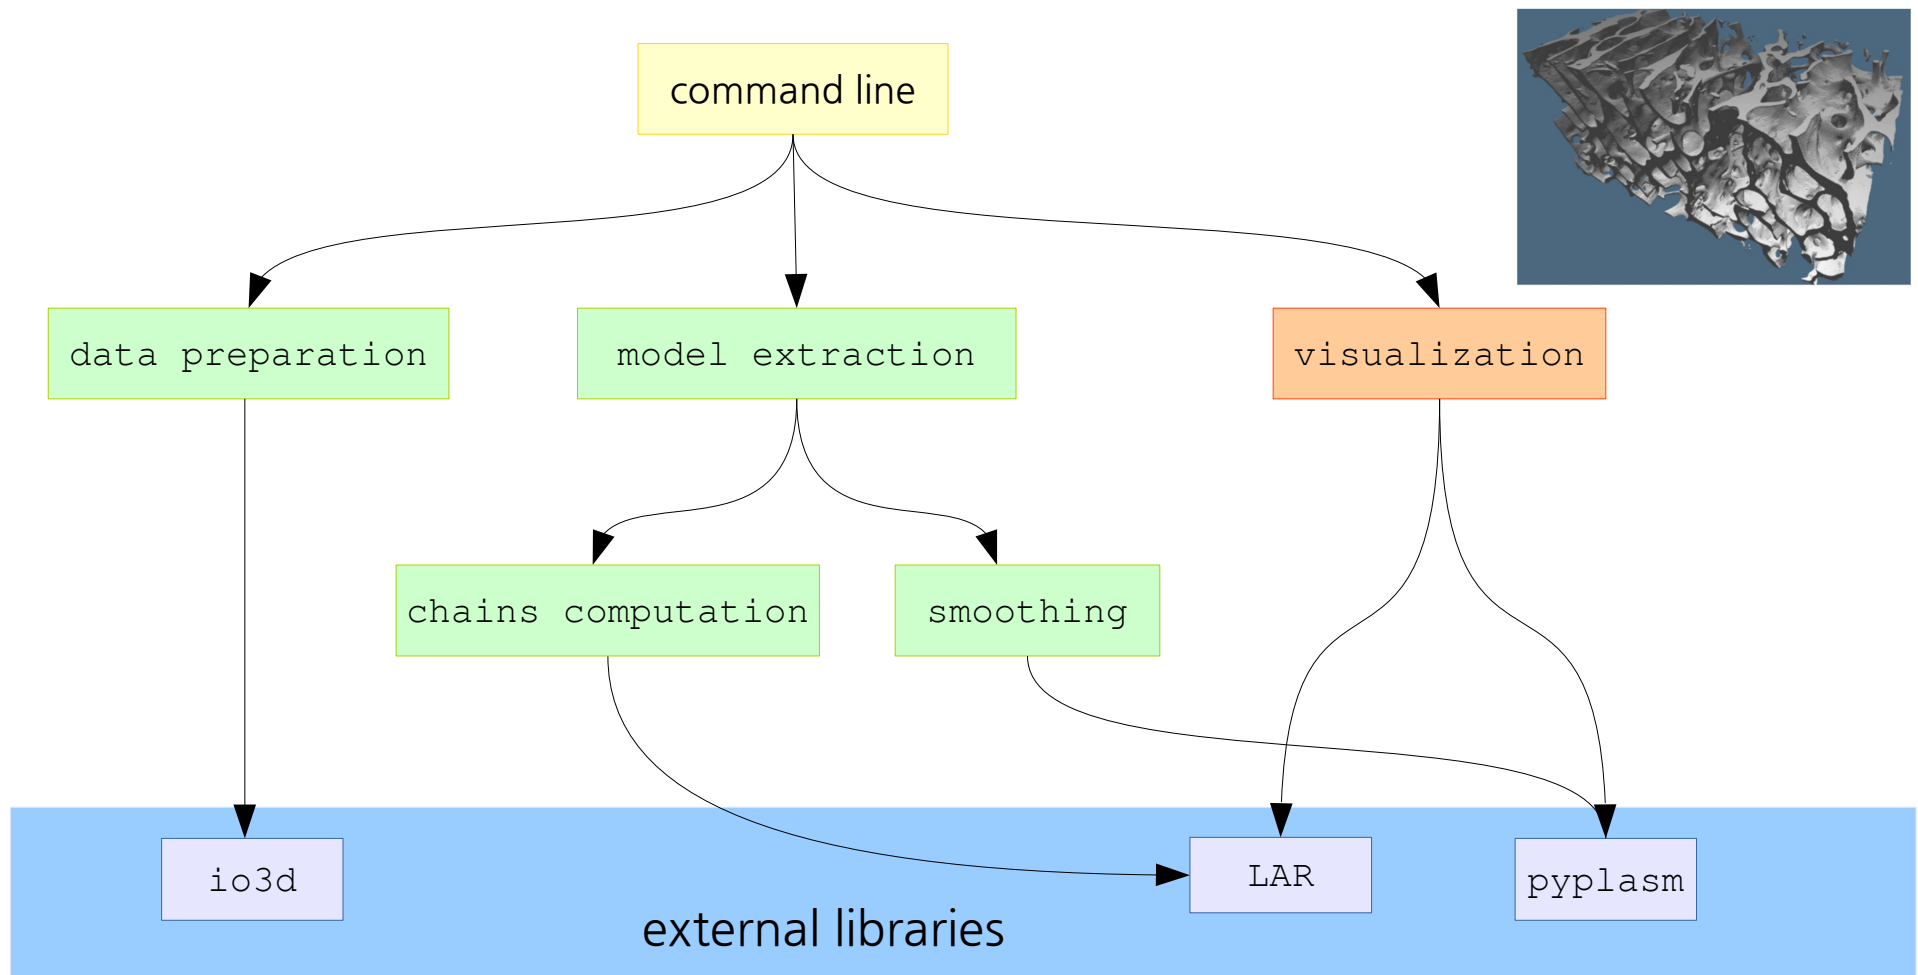 command line
data preparation
model extraction
visualization
chains computation
smoothing
io3d
LAR
pyplasm
external libraries